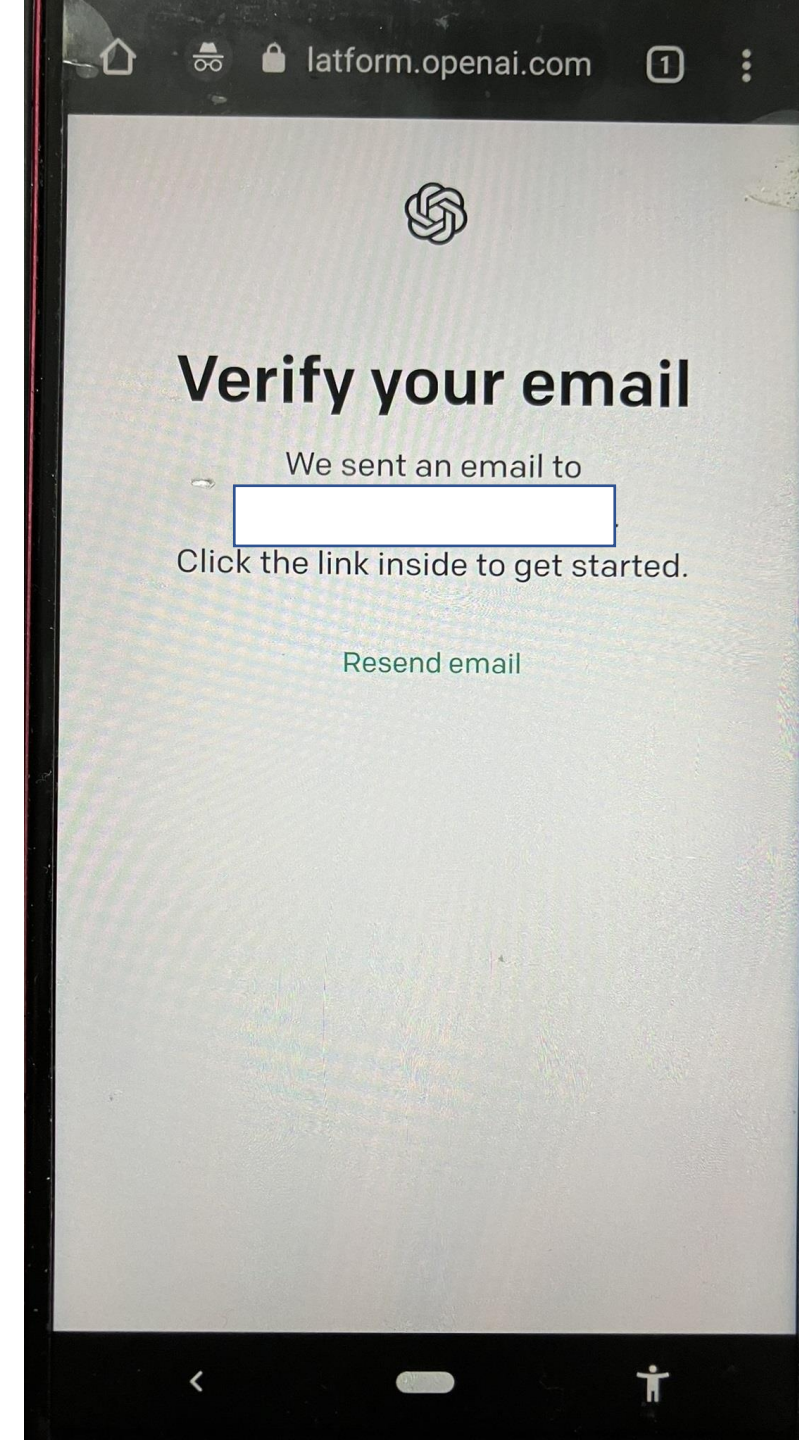 latform.openai.com
1
Verify your email
We sent an email to
.
Click the link inside to get started.
Resend email